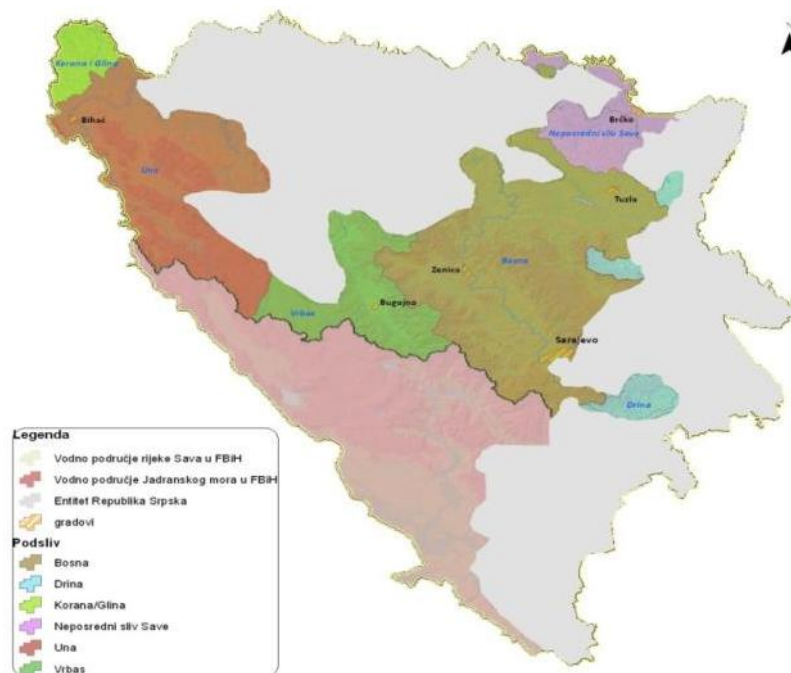 Korana i Glina
Bihać
Una
Brčko
Neposredni sliv Save
Tuzla
Zenica
Bosna
Bugojno
Vrbas
Sarajevo
Drina
Legenda
Vodno područje rijeke Sava u FBiH
Vodno područje Jadranskog mora u FBiH
Entitet Republika Srpska
gradovi
Podsliv
Bosna
Drina
Korana/Glina
Neposredni sliv Save
Una
Vrbas